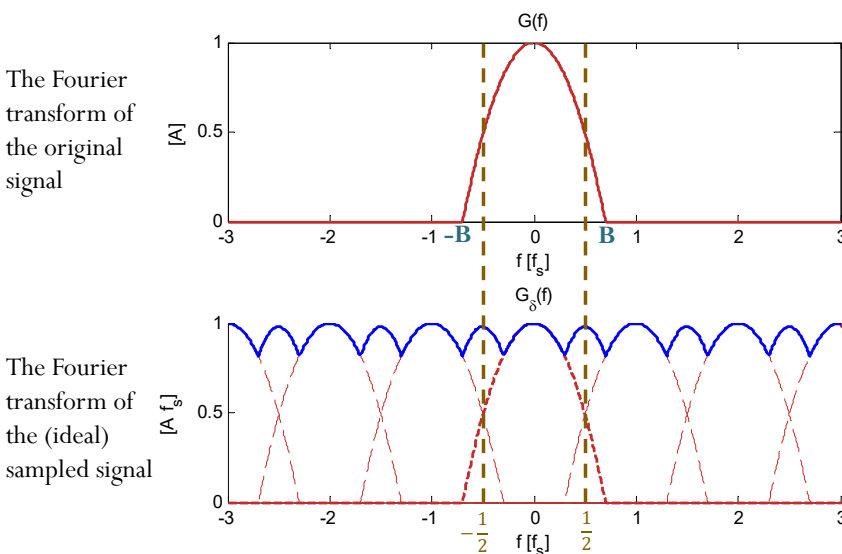 G(f)
The Fourier
transform of
the original
signal
[A]
1
0.5
0
-3 -2 -1 0 1 2 3
-B B
f [f_s]
G_δ(f)
The Fourier
transform of
the (ideal)
sampled signal
[A f_s]
1
0.5
0
-3 -2 -1 0 1 2 3
-1/2 1/2
f [f_s]